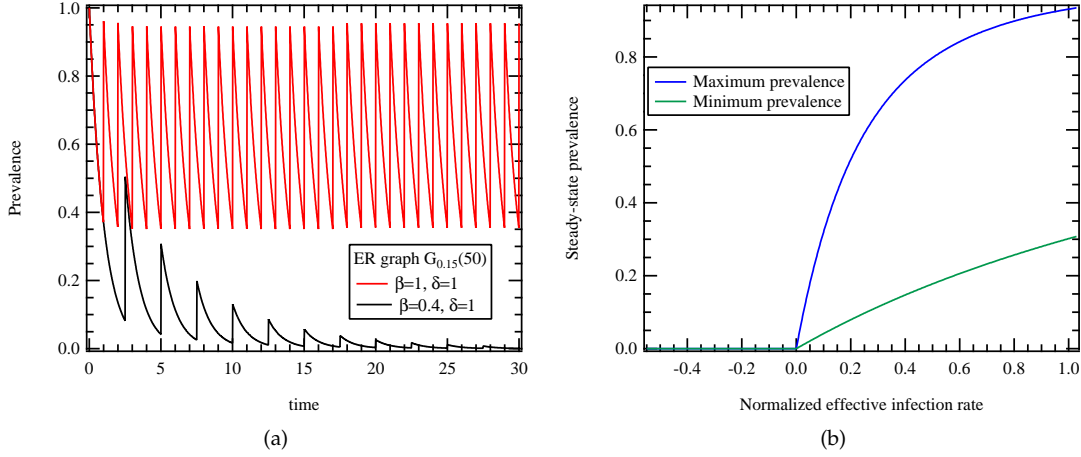 1.0
0.8
0.6
0.4
0.2
0.0
Prevalence
0 5 10 15 20 25 30
time
ER graph G0.15(50)
β=1, δ=1
β=0.4, δ=1
(a)
0.8
0.6
0.4
0.2
0.0
Steady-state prevalence
-0.4 -0.2 0.0 0.2 0.4 0.6 0.8 1.0
Normalized effective infection rate
Maximum prevalence
Minimum prevalence
(b)